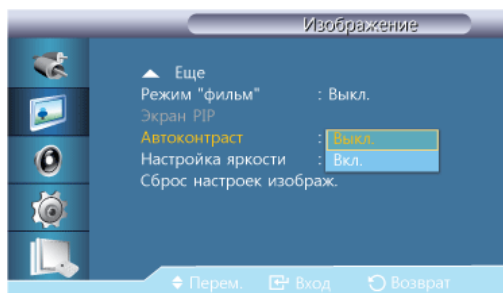 Изображение
Еще
Режим "фильм" : Выкл.
Экран PIP
Автоконтраст : Выкл.
Настройка яркости : Вкл.
Сброс настроек изображ.
Перем. Вход Возврат